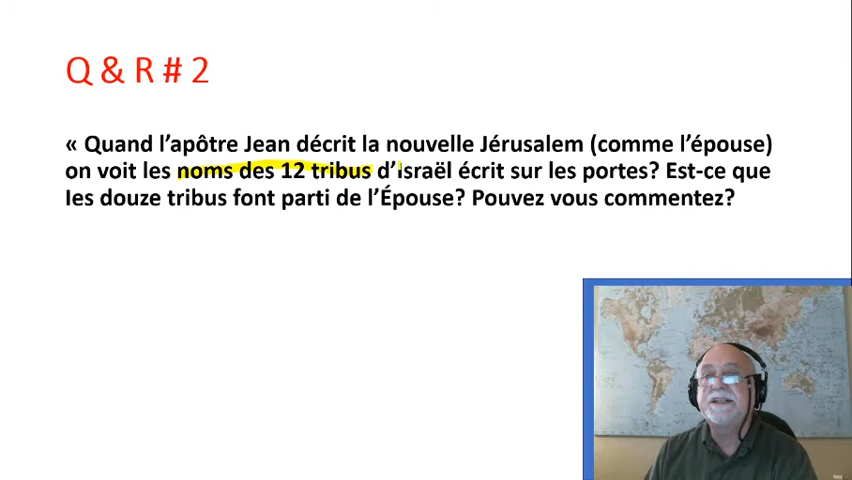 Q & R # 2
« Quand l’apôtre Jean décrit la nouvelle Jérusalem (comme l’épouse)
on voit les noms des 12 tribus d’Israël écrit sur les portes? Est-ce que
les douze tribus font parti de l’Épouse? Pouvez vous commentez?